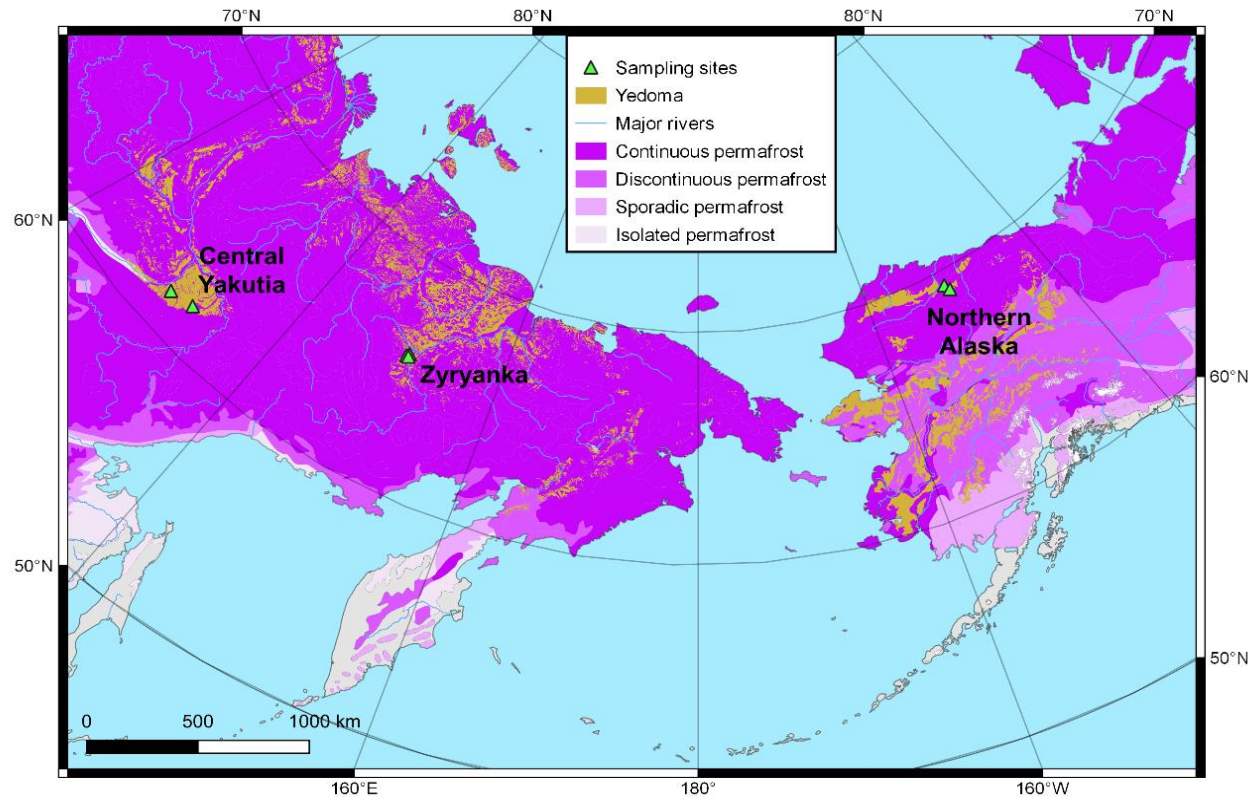 70°N
80°N
80°N
70°N
Sampling sites
Yedoma
Major rivers
Continuous permafrost
Discontinuous permafrost
Sporadic permafrost
Isolated permafrost
60°N
Central
Yakutia
Zyryanka
Northern
Alaska
60°N
50°N
50°N
0 500 1000 km
160°E
180°
160°W